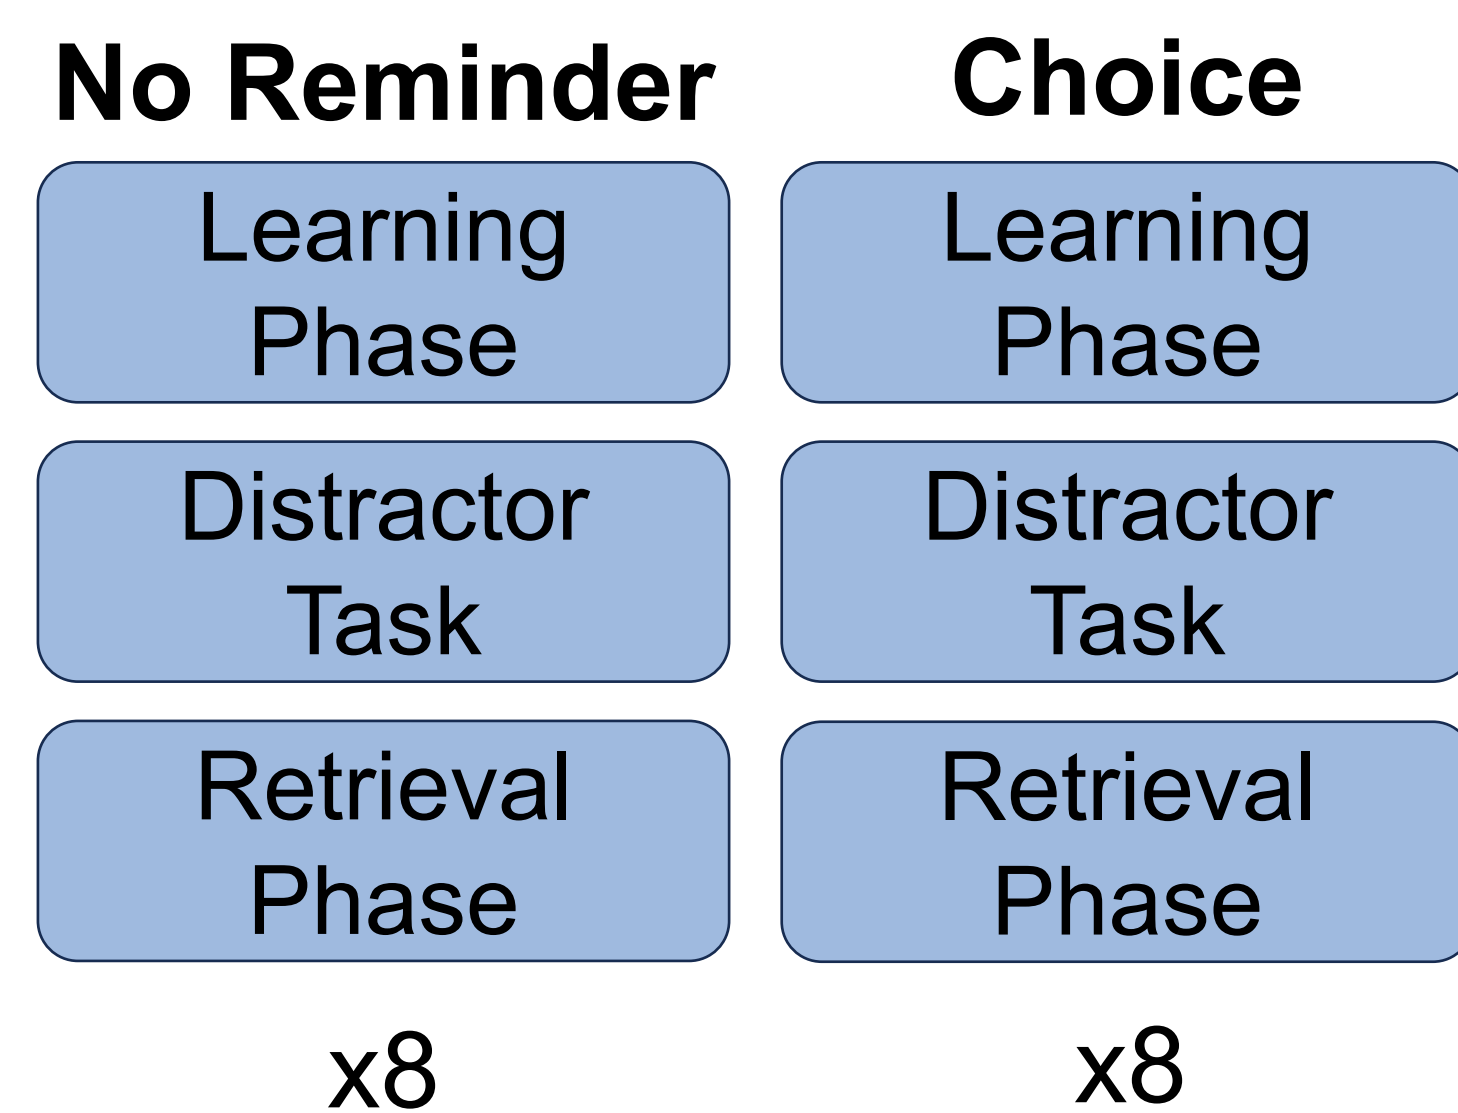 No Reminder
Learning
Phase
Distractor
Task
Retrieval
Phase
x8
Choice
Learning
Phase
Distractor
Task
Retrieval
Phase
x8